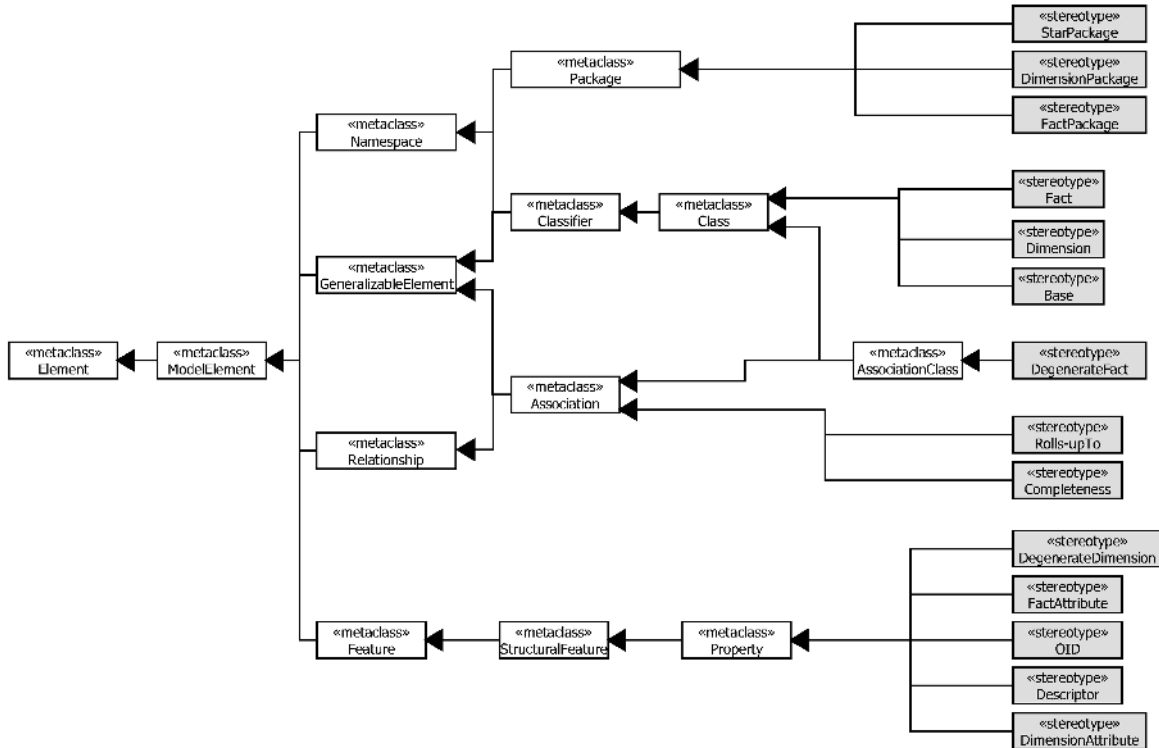 «stereotype»
StarPackage
«metaclass»
Package
«stereotype»
DimensionPackage
«stereotype»
FactPackage
«metaclass»
Namespace
«stereotype»
Fact
«metaclass»
Classifier
«metaclass»
Class
«stereotype»
Dimension
«metaclass»
GeneralizableElement
«stereotype»
Base
«metaclass»
Element
«metaclass»
ModelElement
«metaclass»
AssociationClass
«stereotype»
DegenerateFact
«metaclass»
Association
«stereotype»
Rolls-upTo
«metaclass»
Relationship
«stereotype»
Completeness
«stereotype»
DegenerateDimension
«stereotype»
FactAttribute
«metaclass»
Feature
«metaclass»
StructuralFeature
«metaclass»
Property
«stereotype»
OID
«stereotype»
Descriptor
«stereotype»
DimensionAttribute